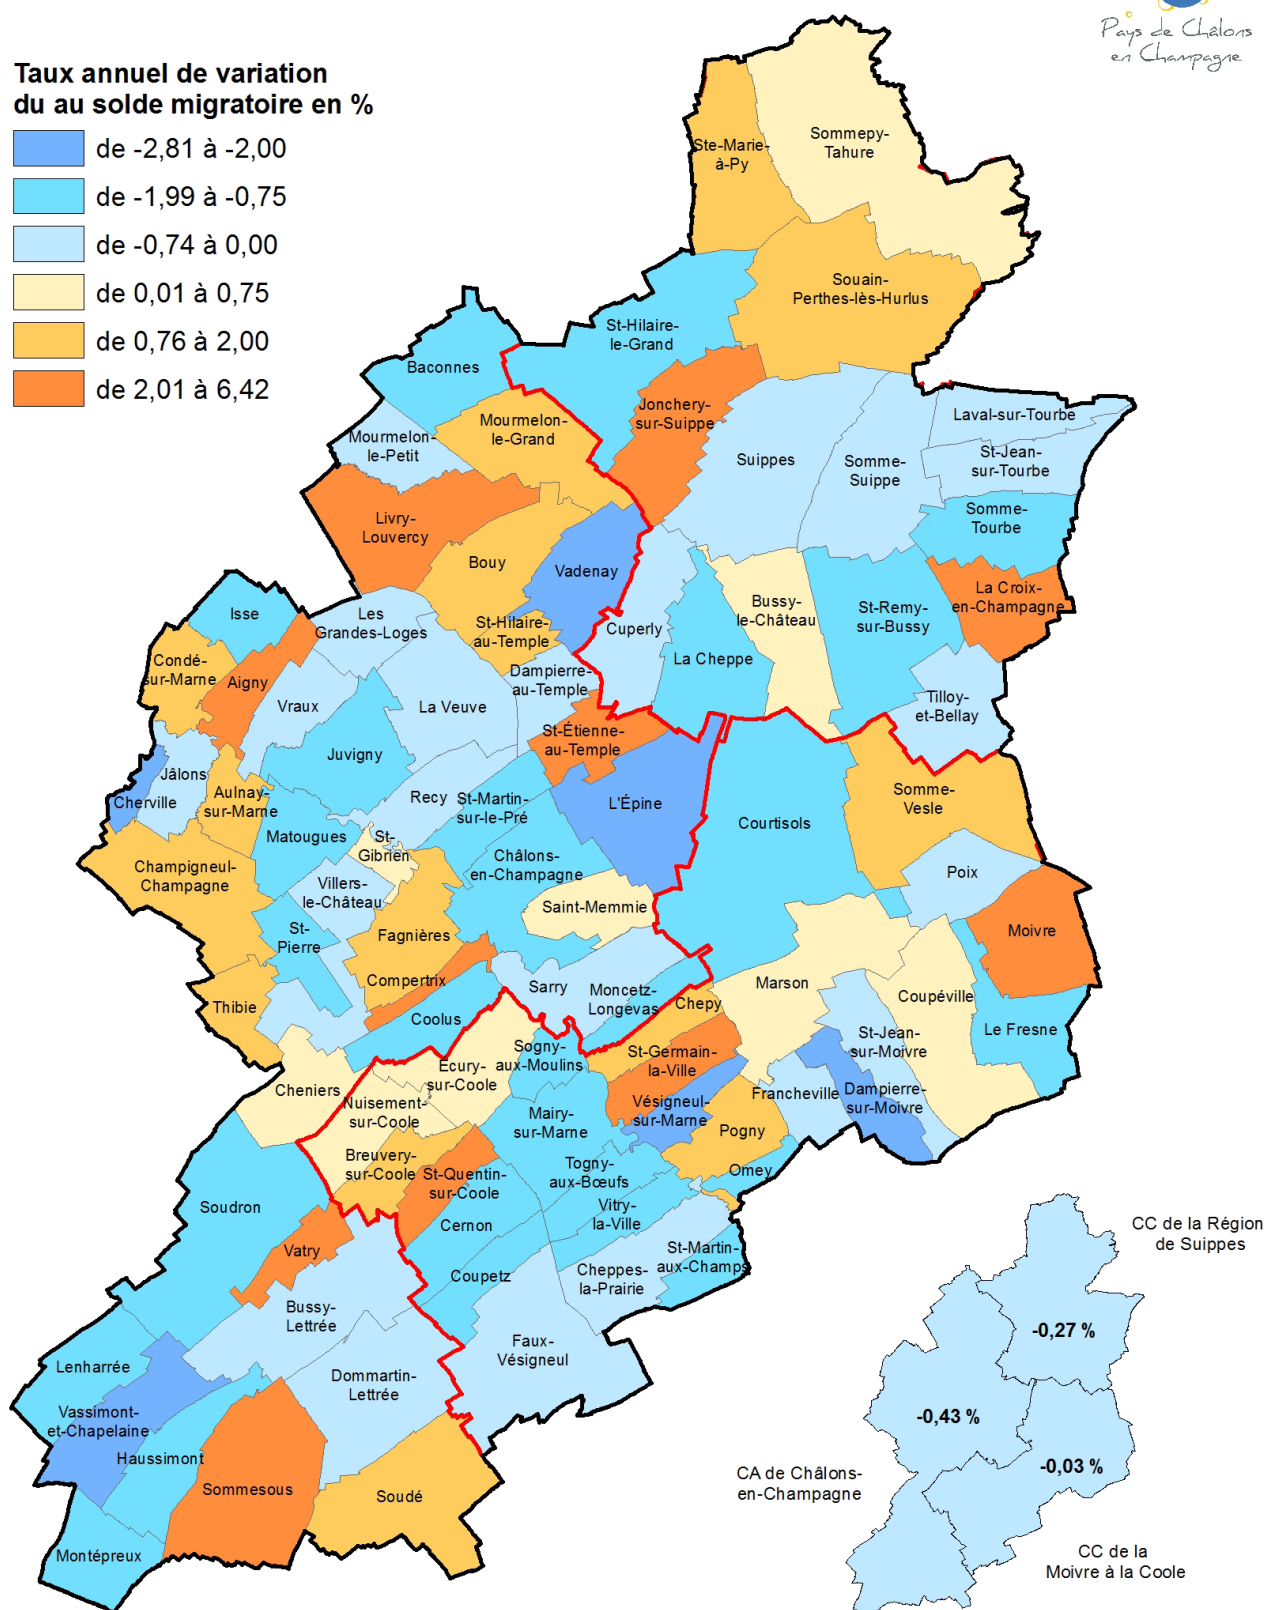 Pays de Châlons
en Champagne
Taux annuel de variation
du au solde migratoire en %
de -2,81 à -2,00
de -1,99 à -0,75
de -0,74 à 0,00
de 0,01 à 0,75
de 0,76 à 2,00
de 2,01 à 6,42
Ste-Marie-
à-Py
Sommepy-
Tahure
Souain-
Perthes-lès-Hurlus
St-Hilaire-
le-Grand
Baconnes
Jonchery-
sur-Suippe
Laval-sur-Tourbe
Mourmelon-
le-Grand
Mourmelon-
le-Petit
Suippes
Somme-
Suippe
St-Jean-
sur-Tourbe
Somme-
Tourbe
Livry-
Louvercy
Bouy
Vadenay
La Croix-
en-Champagne
Bussy-
le-Château
St-Remy-
sur-Bussy
Isse
Les
Grandes-Loges
St-Hilaire-
au-Temple
Cuperly
La Cheppe
Condé-
sur-Marne
Aigny
Vraux
La Veuve
Dampierre-
au-Temple
Tilloy-
et-Bellay
St-Étienne-
au-Temple
Juvigny
Jâlons
Cherville
Aulnay-
sur-Marne
Recy
St-Martin-
sur-le-Pré
L'Épine
Courtisols
Somme-
Vesle
Matougues
St-
Gibrien
Châlons-
en-Champagne
Poix
Champigneul-
Champagne
Villers-
le-Château
Saint-Memmie
St-
Pierre
Fagnières
Moivre
Compertrix
Sarry
Moncetz-
Longevas
Marson
Coupéville
Thibie
Coolus
Chepy
Le Fresne
St-Jean-
sur-Moivre
Sogny-
aux-Moulins
St-Germain-
la-Ville
Écury-
sur-Coole
Cheniers
Francheville
Dampierre-
sur-Moivre
Nuisement-
sur-Coole
Vésigneul-
sur-Marne
Mairy-
sur-Marne
Pogny
Breuvery-
sur-Coole
St-Quentin-
sur-Coole
Togny-
aux-Bœufs
Omey
Soudron
Cernon
Vitry-
la-Ville
Vatry
St-Martin-
aux-Champs
Coupetz
Cheppes-
la-Prairie
Bussy-
Lettrée
Faux-
Vésigneul
Lenharrée
Dommartin-
Lettrée
Vassimont-
et-Chapelaine
Haussimont
Sommesous
Soudé
Montépreux
CC de la Région
de Suippes
-0,27 %
-0,43 %
-0,03 %
CA de Châlons-
en-Champagne
CC de la
Moivre à la Coole